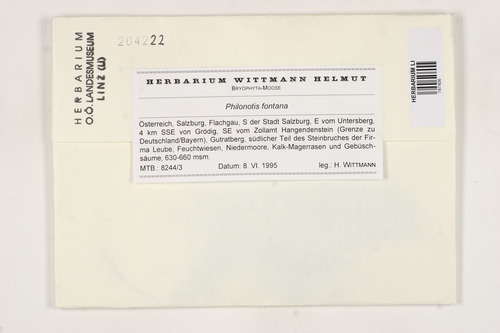 HERBARIUM
O.Ö. LANDESMUSEUM
LINZ (LI)
204222
HERBARIUM WITTMANN HELMUT
BRYOPHYTA-MOOSE
Philonotis fontana
Österreich, Salzburg, Flachgau, S der Stadt Salzburg, E vom Untersberg,
4 km SSE von Grödig, SE vom Zollamt Hangendenstein (Grenze zu
Deutschland/Bayern), Gutratberg, südlicher Teil des Steinbruches der Fir-
ma Leube, Feuchtwiesen, Niedermoore, Kalk-Magerrasen und Gebüsch-
säume, 630-660 msm.
MTB.: 8244/3 Datum: 8. VI. 1995 leg.: H. WITTMANN
HERBARIUM LI